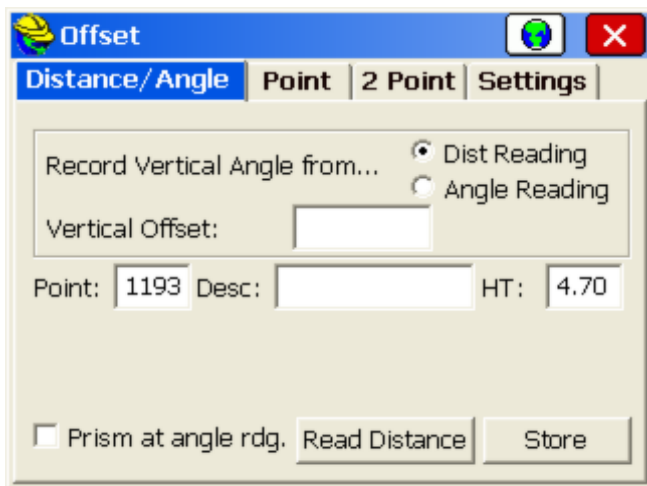 Offset
Distance/Angle Point 2 Point Settings
Record Vertical Angle from... Dist Reading
Angle Reading
Vertical Offset:
Point: 1193 Desc: HT: 4.70
Prism at angle rdg. Read Distance Store